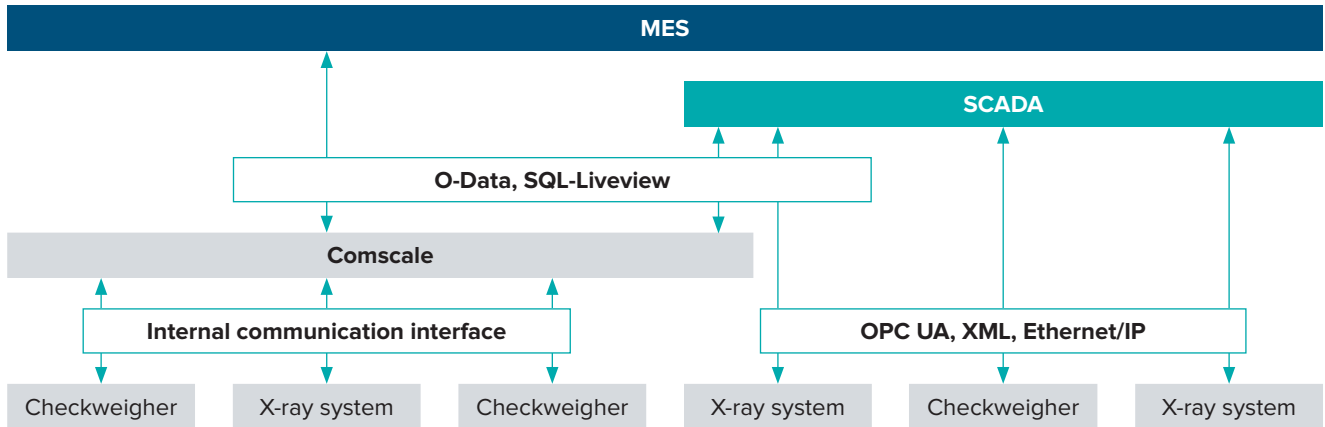 MES
SCADA
O-Data, SQL-Liveview
Comscale
Internal communication interface
OPC UA, XML, Ethernet/IP
Checkweigher
X-ray system
Checkweigher
X-ray system
Checkweigher
X-ray system